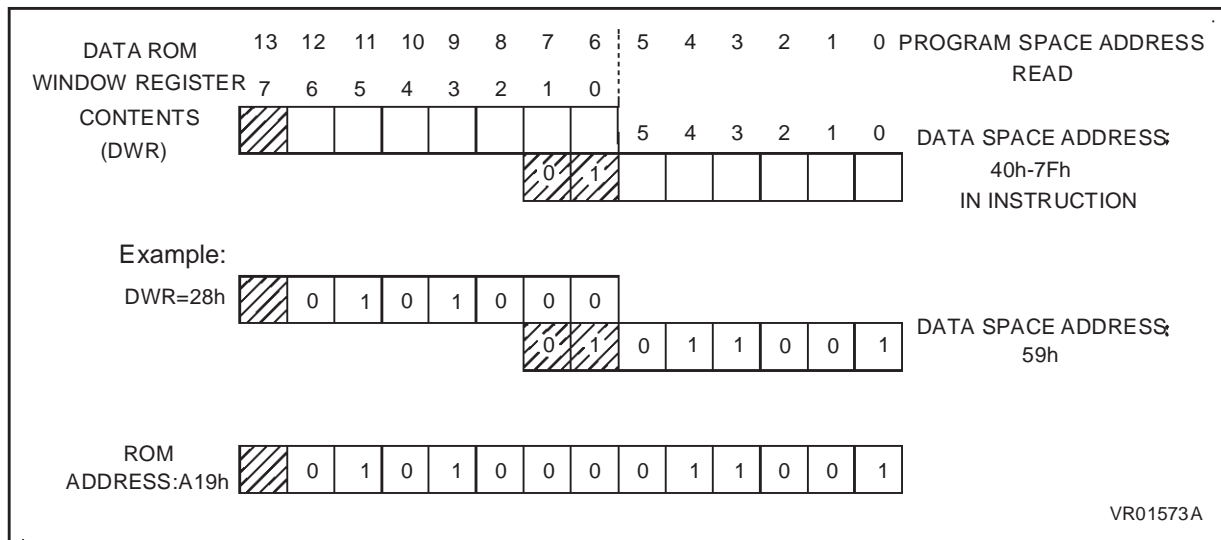 DATA ROM
WINDOW REGISTER
CONTENTS
(DWR)
13 12 11 10 9 8 7 6 5 4 3 2 1 0
7 6 5 4 3 2 1 0
PROGRAM SPACE ADDRESS
READ
5 4 3 2 1 0
0 1
DATA SPACE ADDRESS:
40h-7Fh
IN INSTRUCTION
Example:
DWR=28h
0 1 0 1 0 0 0
0 1 0 1 1 0 0 1
DATA SPACE ADDRESS:
59h
ROM
ADDRESS:A19h
0 1 0 1 0 0 0 0 1 1 0 0 1
VR01573A